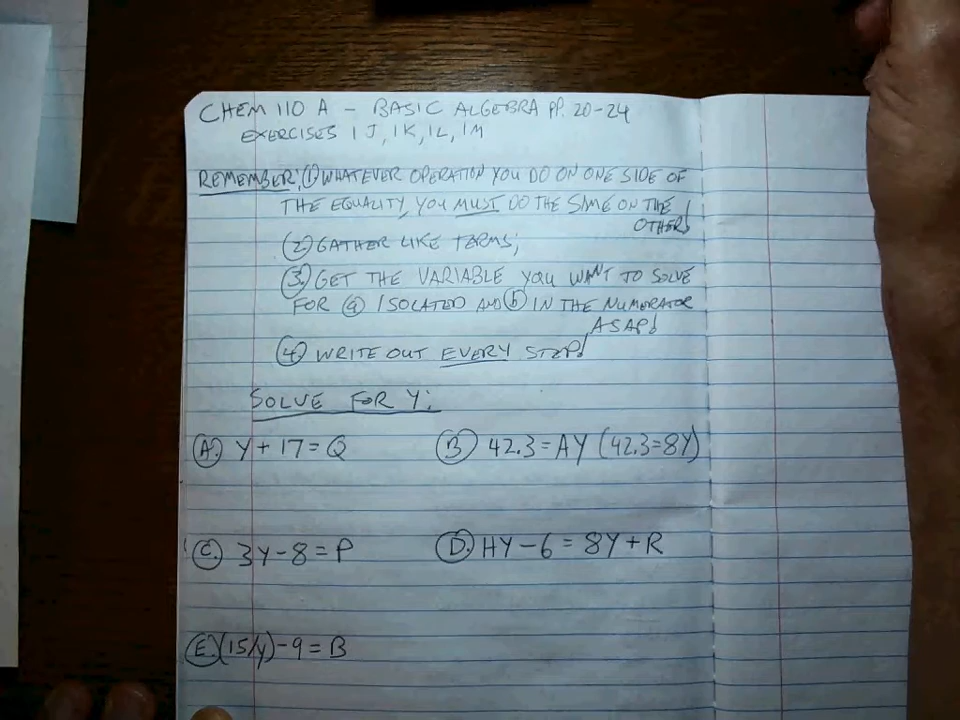 CHEM 110 A - BASIC ALGEBRA PP. 20-24
EXERCISES 1J, 1K, 1L, 1M
REMEMBER: ① WHATEVER OPERATION YOU DO ON ONE SIDE OF
THE EQUALITY, YOU MUST DO THE SAME ON THE
OTHER!
② GATHER LIKE TERMS;
③ GET THE VARIABLE YOU WANT TO SOLVE
FOR ⓐ ISOLATED AND ⓑ IN THE NUMERATOR
ASAP!
④ WRITE OUT EVERY STEP!
SOLVE FOR Y:
A. Y + 17 = Q
B. 42.3 = AY (42.3 = 8Y)
C. 3Y - 8 = P
D. HY - 6 = 8Y + R
E. (15/Y) - 9 = B